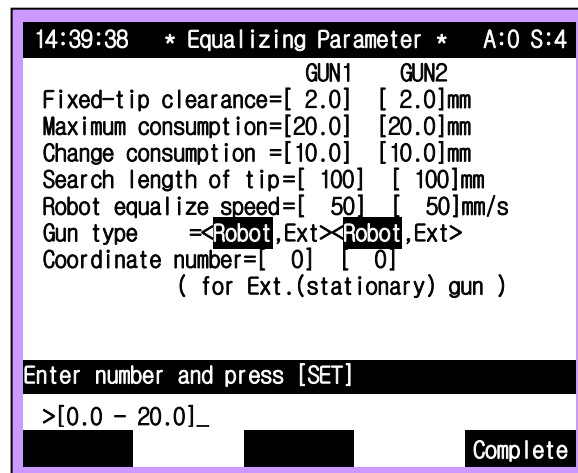 14:39:38 * Equalizing Parameter * A:0 S:4
GUN1 GUN2
Fixed-tip clearance=[ 2.0] [ 2.0]mm
Maximum consumption=[20.0] [20.0]mm
Change consumption =[10.0] [10.0]mm
Search length of tip=[ 100] [ 100]mm
Robot equalize speed=[ 50] [ 50]mm/s
Gun type =<Robot,Ext><Robot,Ext>
Coordinate number=[ 0] [ 0]
( for Ext.(stationary) gun )
Enter number and press [SET]
>[0.0 - 20.0]_
Complete